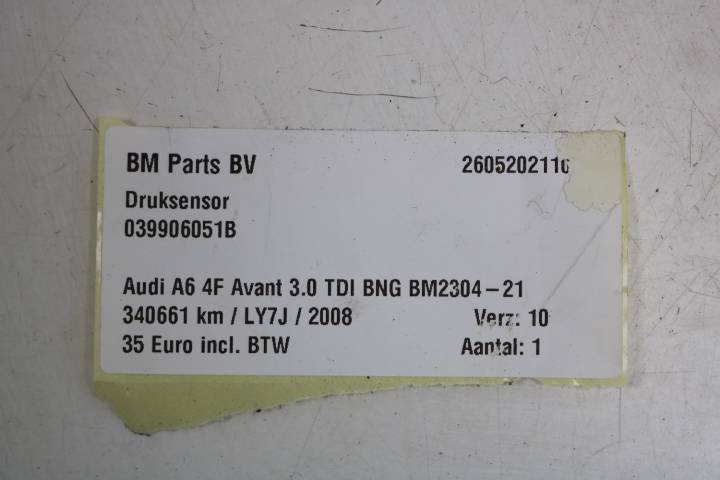 BM Parts BV 260520211
Druksensor
039906051B
Audi A6 4F Avant 3.0 TDI BNG BM2304-21
340661 km / LY7J / 2008 Verz: 10
35 Euro incl. BTW Aantal: 1